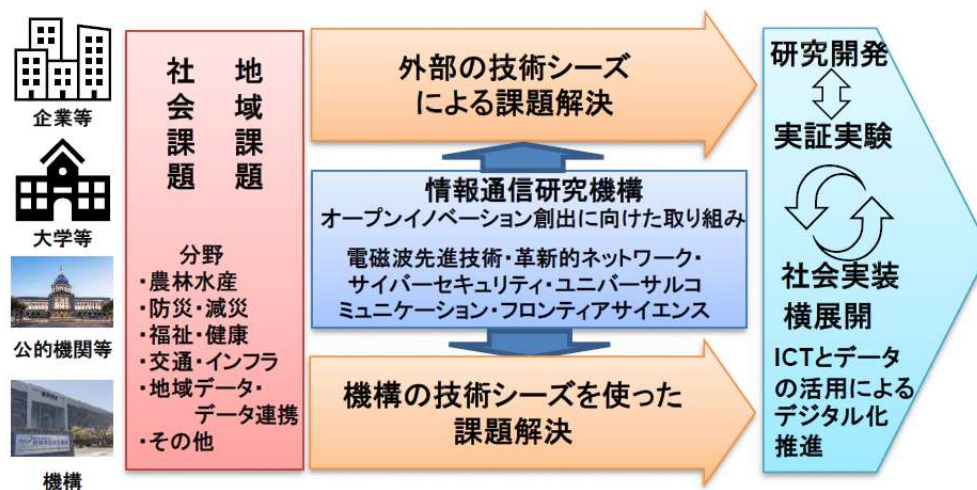 企業等
大学等
公的機関等
機構
社会課題
地域課題
分野
・農林水産
・防災・減災
・福祉・健康
・交通・インフラ
・地域データ・
データ連携
・その他
外部の技術シーズ
による課題解決
情報通信研究機構
オープンイノベーション創出に向けた取り組み
電磁波先進技術・革新的ネットワーク・
サイバーセキュリティ・ユニバーサルコ
ミュニケーション・フロンティアサイエンス
機構の技術シーズを使った
課題解決
研究開発
実証実験
社会実装
横展開
ICTとデータ
の活用による
デジタル化
推進